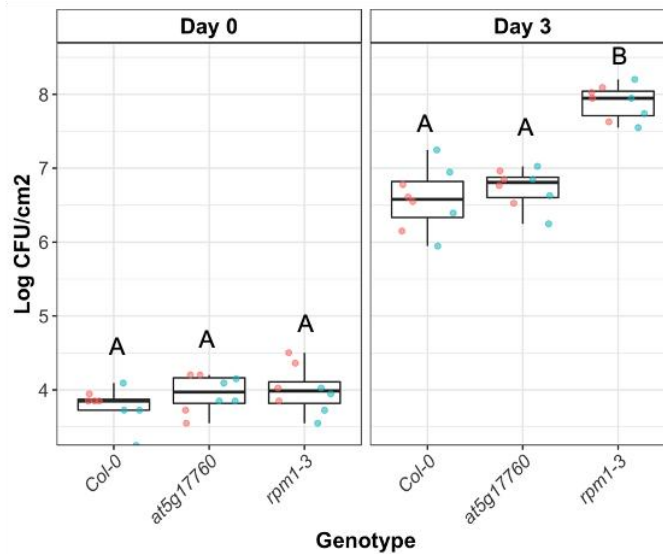 Day 0
Day 3
Log CFU/cm2
8
7
6
5
4
A
A
A
A
A
B
Col-0
at5g17760
rpm1-3
Col-0
at5g17760
rpm1-3
Genotype